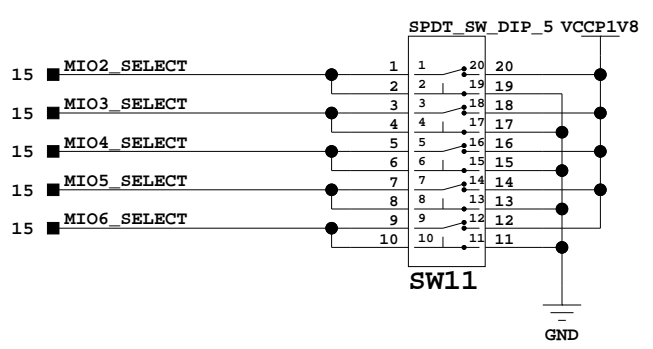 SPDT_SW_DIP_5 VCCP1V8
15 MIO2_SELECT 1 1 20 20
2 2 19 19
15 MIO3_SELECT 3 3 18 18
4 4 17 17
15 MIO4_SELECT 5 5 16 16
6 6 15 15
15 MIO5_SELECT 7 7 14 14
8 8 13 13
15 MIO6_SELECT 9 9 12 12
10 10 11 11
SW11
GND